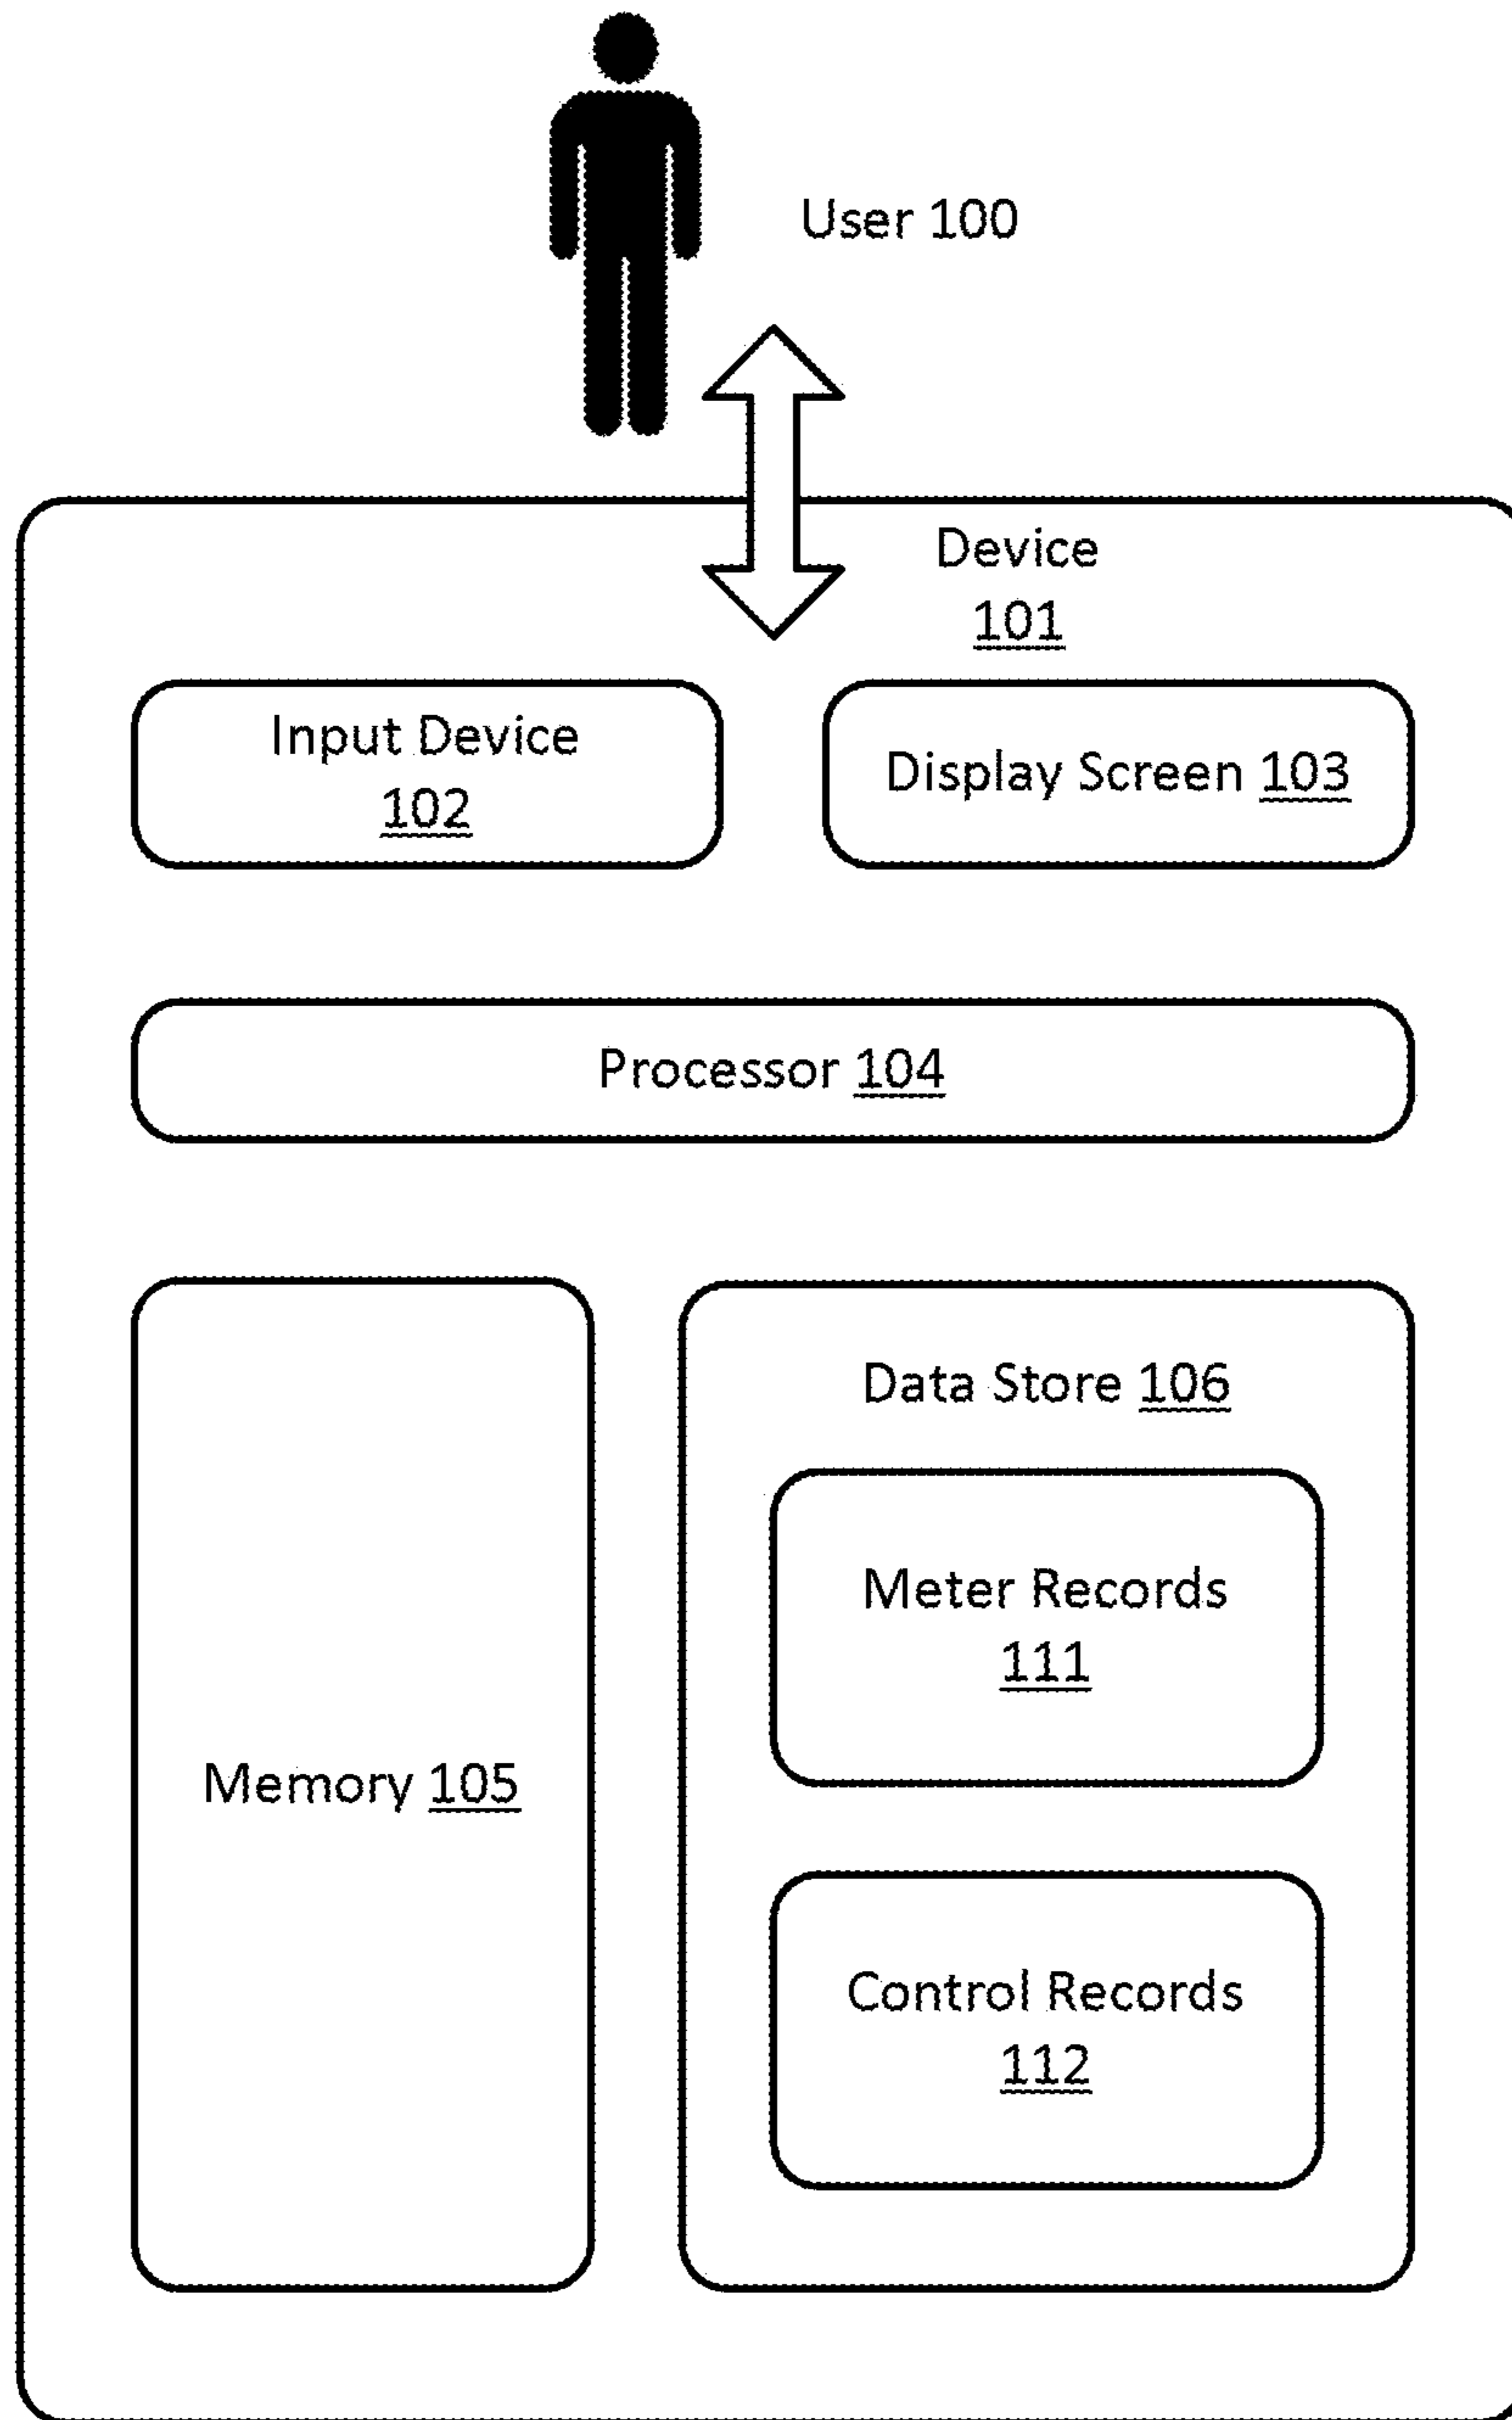 User 100
Device
101
Input Device
102
Display Screen 103
Processor 104
Memory 105
Data Store 106
Meter Records
111
Control Records
112